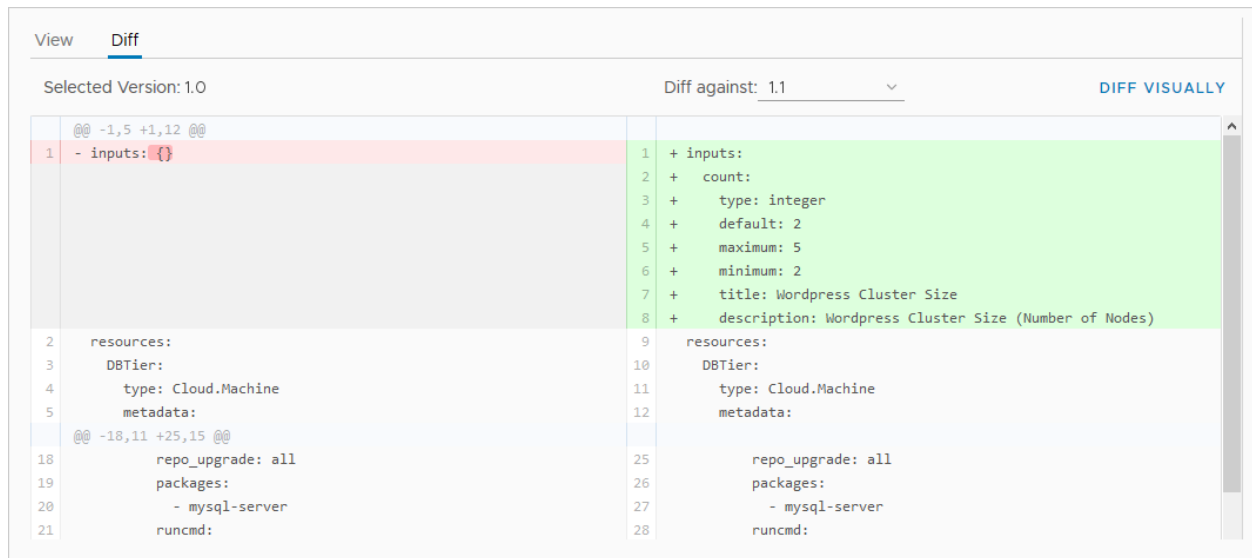 View Diff
Selected Version: 1.0 Diff against: 1.1 DIFF VISUALLY
@@ -1,5 +1,12 @@
1 - inputs: {} 1 + inputs:
2 + count:
3 + type: integer
4 + default: 2
5 + maximum: 5
6 + minimum: 2
7 + title: Wordpress Cluster Size
8 + description: Wordpress Cluster Size (Number of Nodes)
2 resources: 9 resources:
3 DBTier: 10 DBTier:
4 type: Cloud.Machine 11 type: Cloud.Machine
5 metadata: 12 metadata:
@@ -18,11 +25,15 @@
18 repo_upgrade: all 25 repo_upgrade: all
19 packages: 26 packages:
20 - mysql-server 27 - mysql-server
21 runcmd: 28 runcmd: